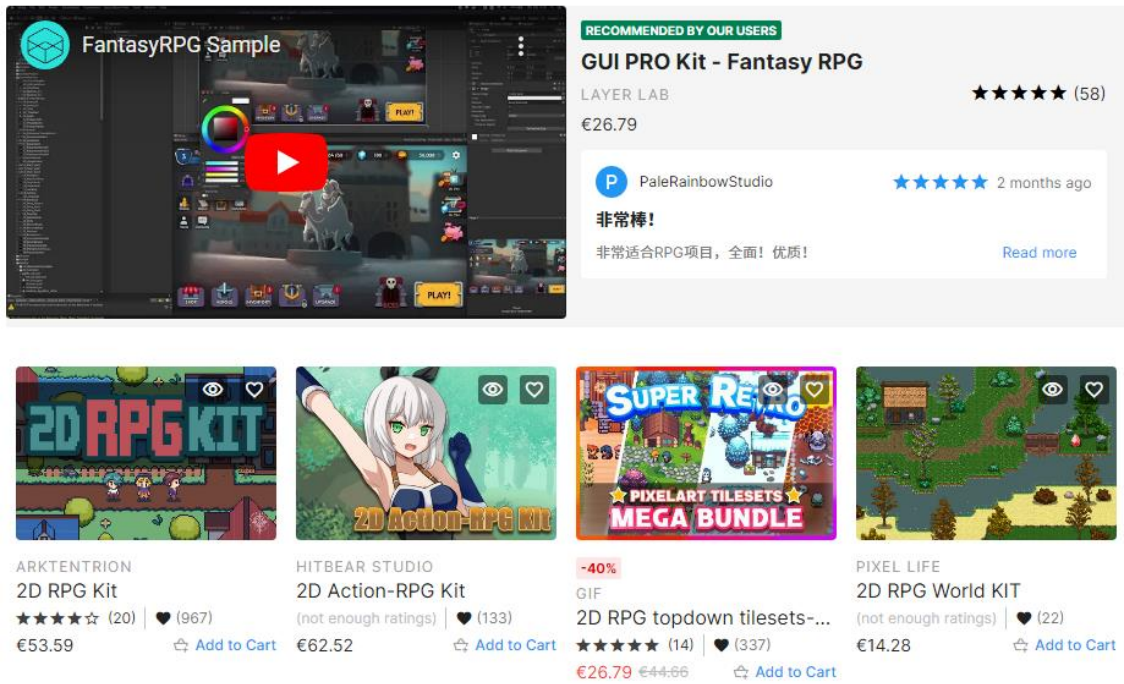 FantasyRPG Sample
PLAY!
PLAY!
RECOMMENDED BY OUR USERS
GUI PRO Kit - Fantasy RPG
LAYER LAB
★★★★★ (58)
€26.79
P PaleRainbowStudio ★★★★★ 2 months ago
非常棒!
非常适合RPG项目，全面！优质！
Read more
2D RPG KIT
ARKTENTRION
2D RPG Kit
★★★★☆ (20) (967)
€53.59 Add to Cart
2D Action-RPG Kit
HITBEAR STUDIO
2D Action-RPG Kit
(not enough ratings) (133)
€62.52 Add to Cart
SUPER RETRO
PIXELART TILESETS
MEGA BUNDLE
-40%
GIF
2D RPG topdown tilesets-...
★★★★★ (14) (337)
€26.79 €44.66 Add to Cart
PIXEL LIFE
2D RPG World KIT
(not enough ratings) (22)
€14.28 Add to Cart